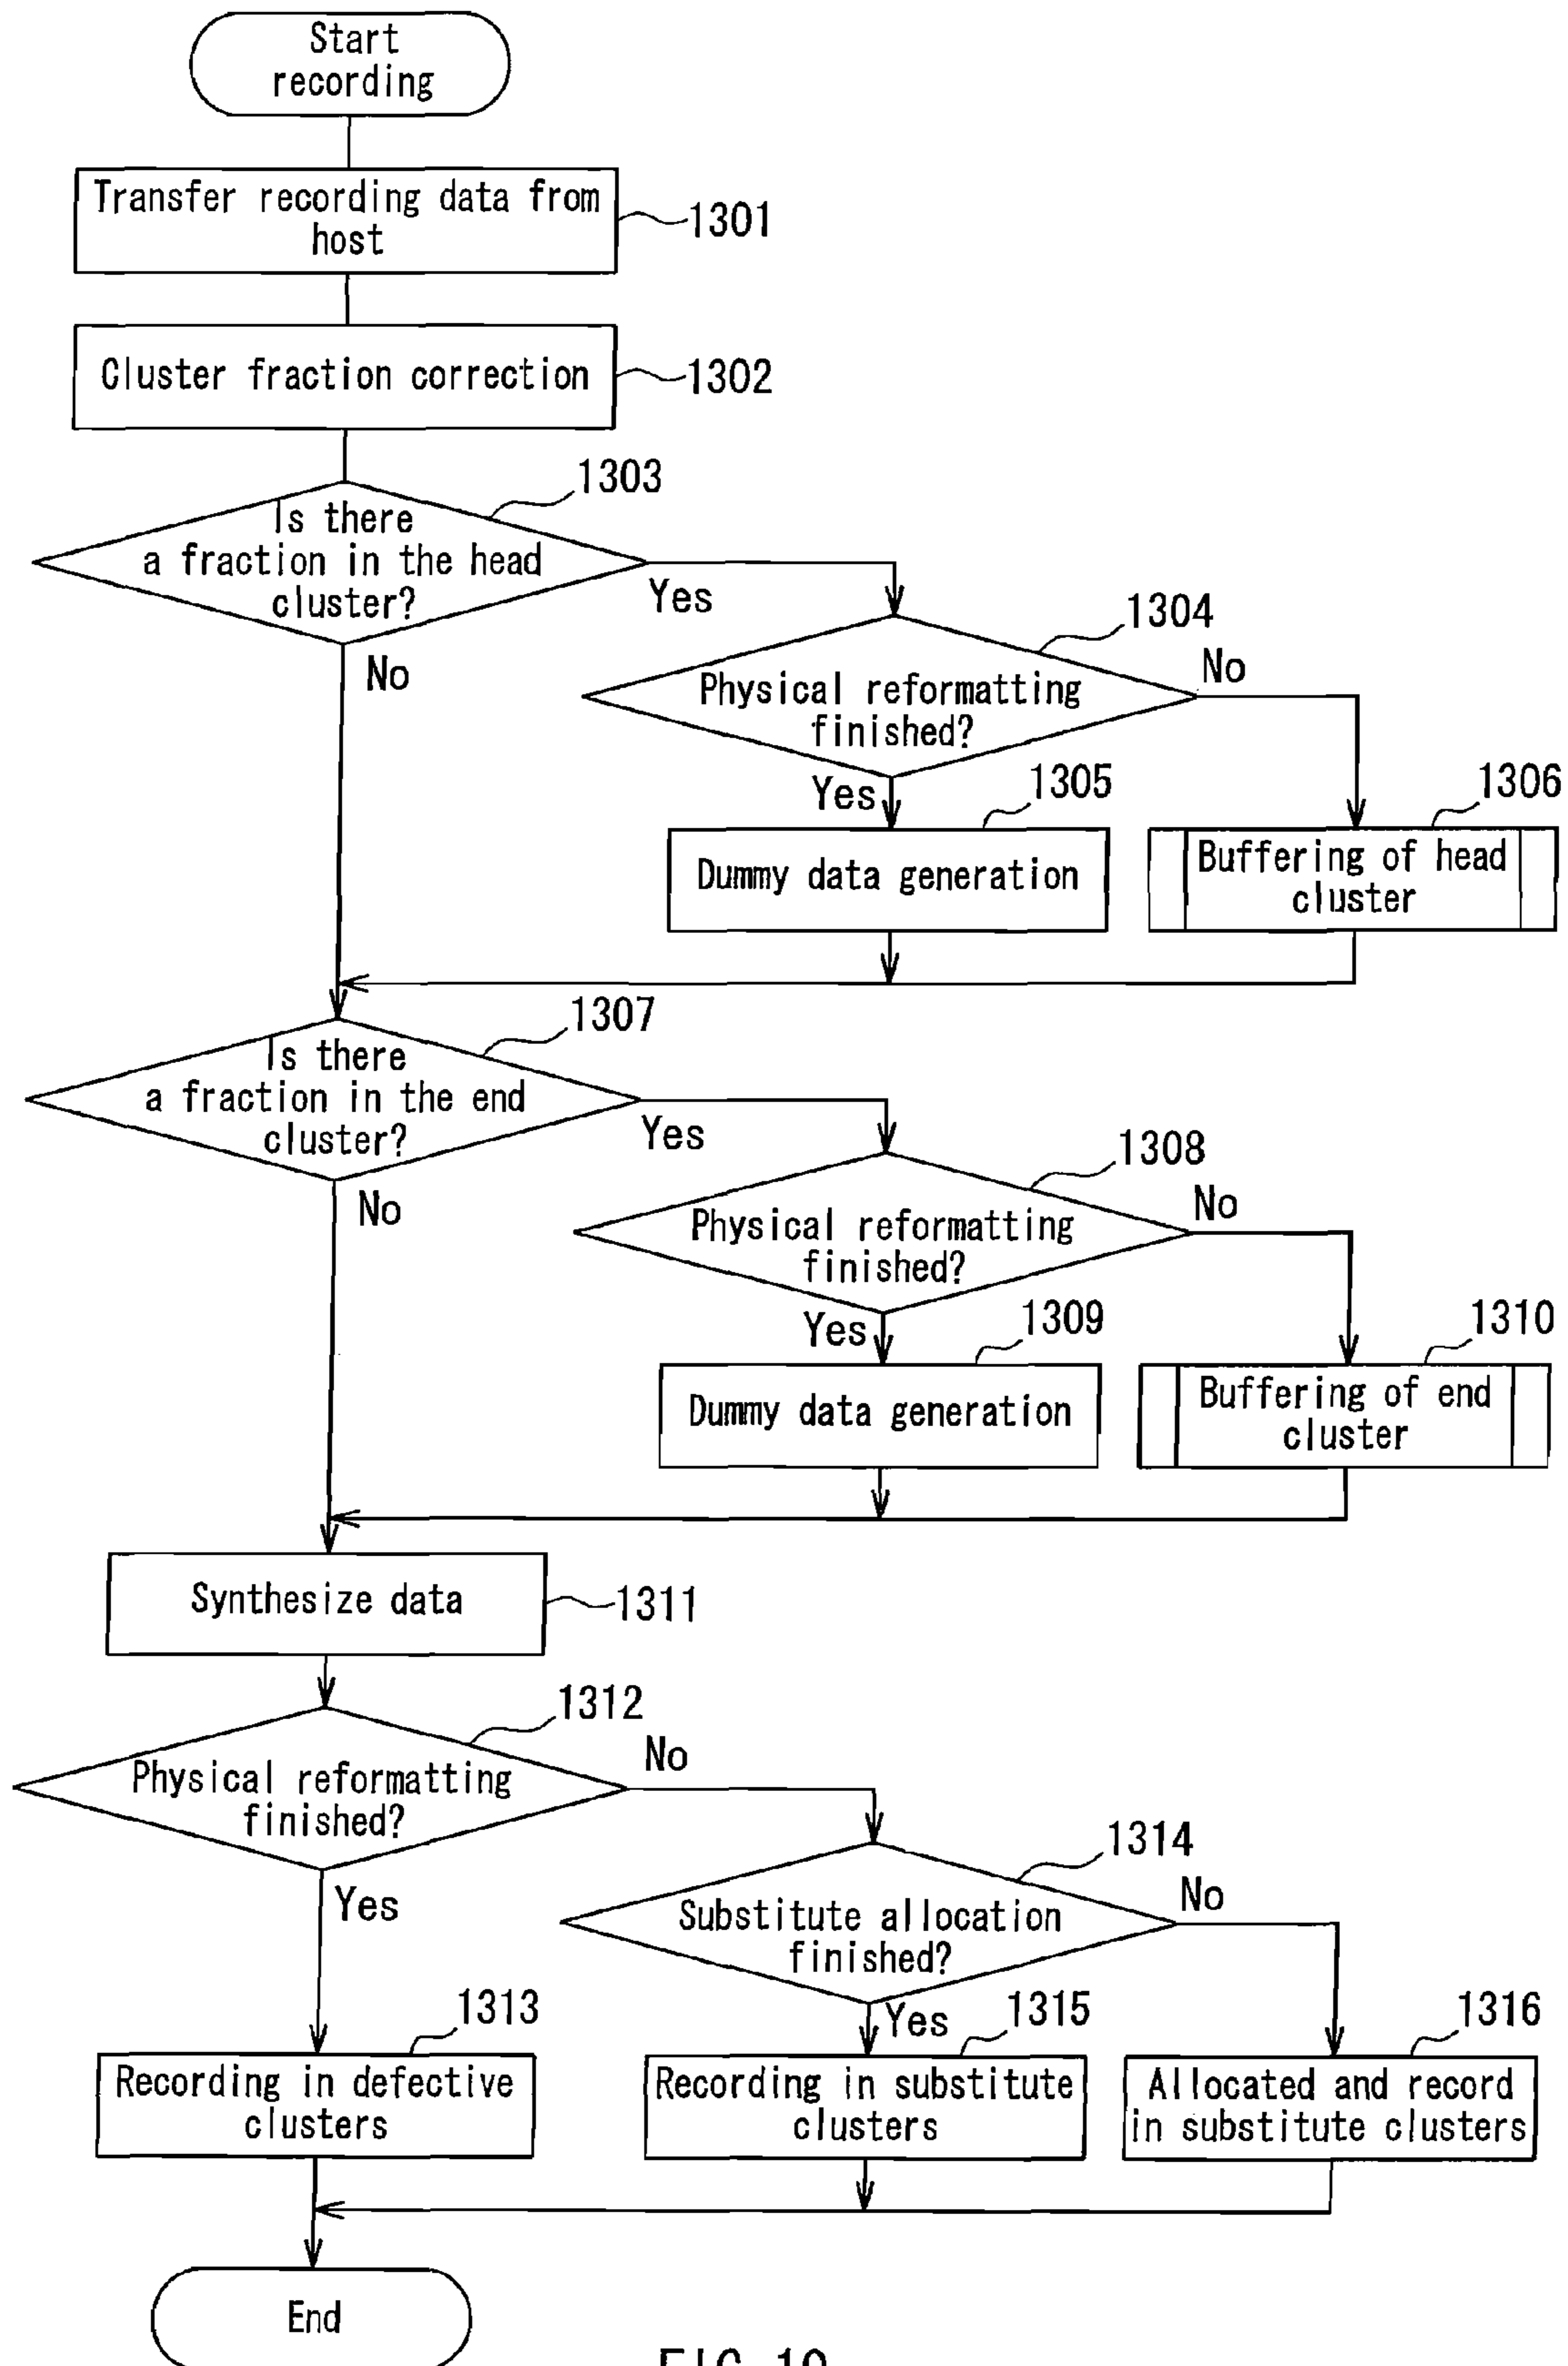 Start
recording
Transfer recording data from
host
1301
Cluster fraction correction
1302
1303
Is there
a fraction in the head
cluster?
Yes
No
1304
Physical reformatting
finished?
No
Yes
1305
Dummy data generation
1306
Buffering of head
cluster
1307
Is there
a fraction in the end
cluster?
Yes
No
1308
Physical reformatting
finished?
No
Yes
1309
Dummy data generation
1310
Buffering of end
cluster
Synthesize data
1311
1312
Physical reformatting
finished?
No
Yes
1314
Substitute allocation
finished?
No
Yes
1313
Recording in defective
clusters
1315
Recording in substitute
clusters
1316
Allocated and record
in substitute clusters
End